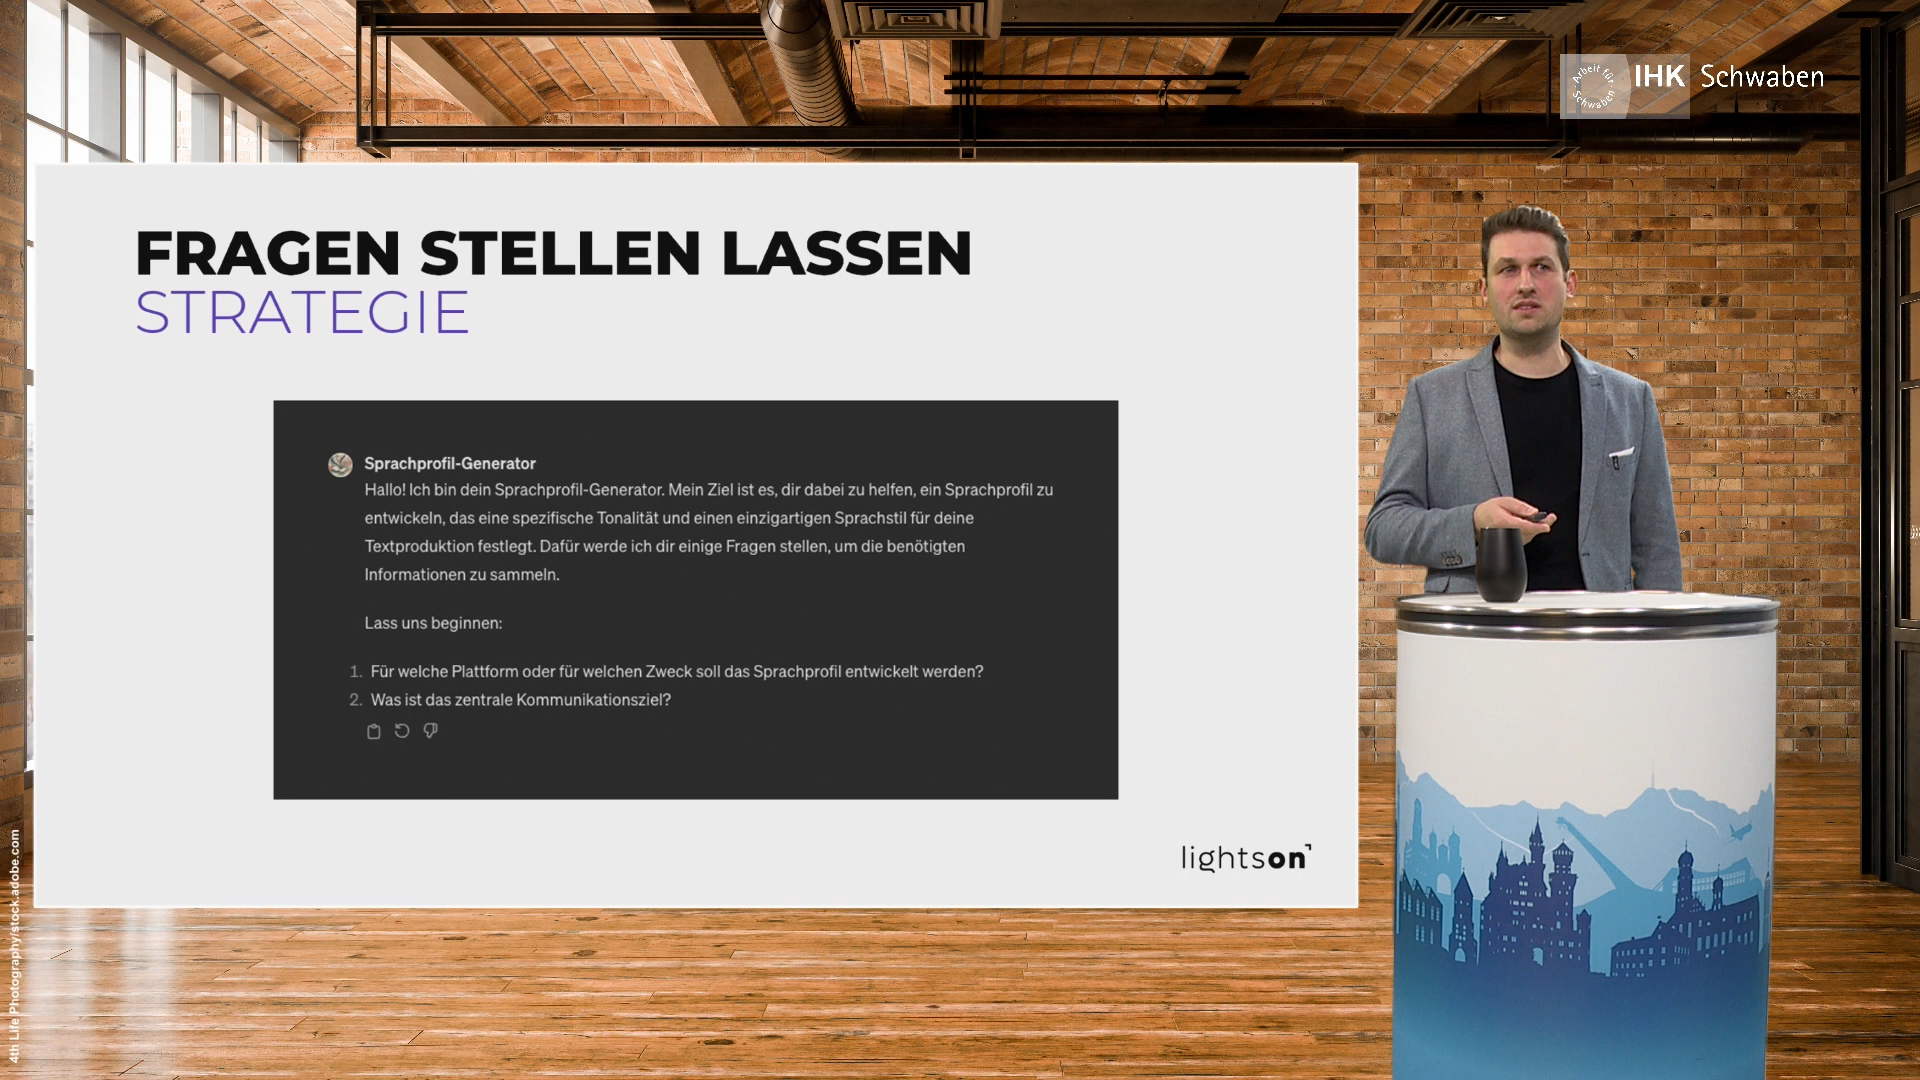 Arbeit für
Schwaben
IHK Schwaben
FRAGEN STELLEN LASSEN
STRATEGIE
Sprachprofil-Generator
Hallo! Ich bin dein Sprachprofil-Generator. Mein Ziel ist es, dir dabei zu helfen, ein Sprachprofil zu
entwickeln, das eine spezifische Tonalität und einen einzigartigen Sprachstil für deine
Textproduktion festlegt. Dafür werde ich dir einige Fragen stellen, um die benötigten
Informationen zu sammeln.
Lass uns beginnen:
1. Für welche Plattform oder für welchen Zweck soll das Sprachprofil entwickelt werden?
2. Was ist das zentrale Kommunikationsziel?
lightson
4th Life Photography/stock.adobe.com